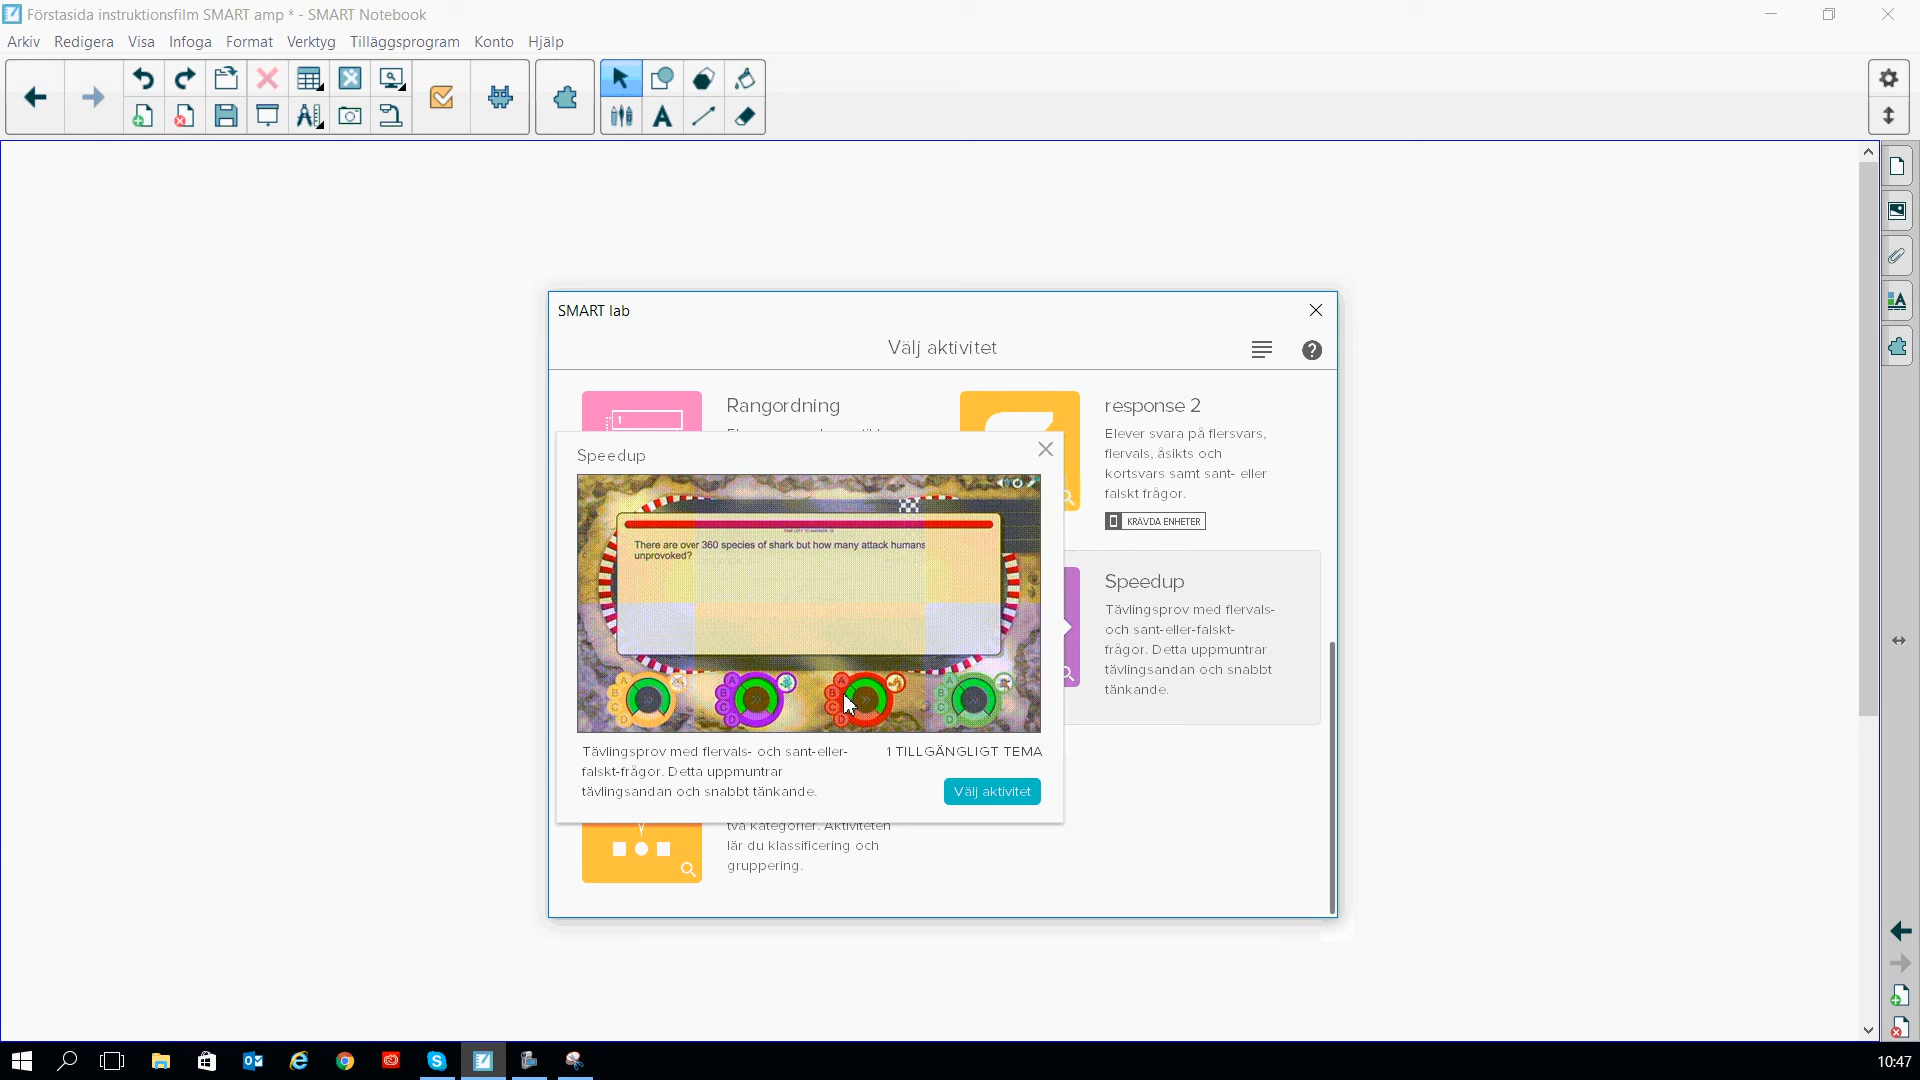 Förstasida instruktionsfilm SMART amp * - SMART Notebook
Arkiv Redigera Visa Infoga Format Verktyg Tilläggsprogram Konto Hjälp
SMART lab
Välj aktivitet
Rangordning
response 2
Elever svara på flersvars,
flervals, åsikts och
kortsvars samt sant- eller
falskt frågor.
KRÄVDA ENHETER
Speedup
There are over 360 species of shark but how many attack humans
unprovoked?
A B C D
A B C D
A B C D
A B C D
Tävlingsprov med flervals- och sant-eller-
falskt-frågor. Detta uppmuntrar
tävlingsandan och snabbt tänkande.
1 TILLGÄNGLIGT TEMA
Välj aktivitet
Speedup
Tävlingsprov med flervals-
och sant-eller-falskt-
frågor. Detta uppmuntrar
tävlingsandan och snabbt
tänkande.
två kategorier. Aktiviteten
lär du klassificering och
gruppering.
10:47